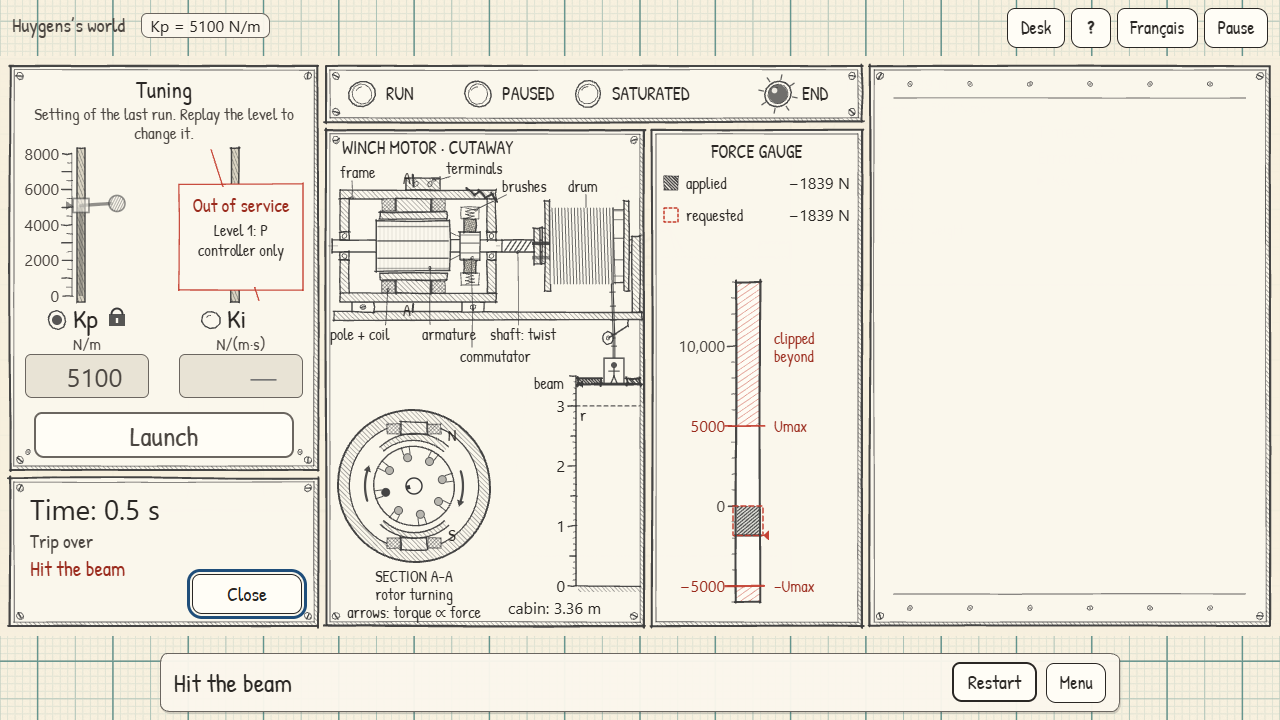 Huygens's world
Kp = 5100 N/m
Desk
?
Français
Pause
Tuning
Setting of the last run. Replay the level to
change it.
8000
6000
4000
2000
0
Out of service
Level 1: P
controller only
Kp
N/m
5100
Ki
N/(m·s)
—
Launch
Time: 0.5 s
Trip over
Hit the beam
Close
RUN
PAUSED
SATURATED
END
WINCH MOTOR · CUTAWAY
frame
A
terminals
brushes
drum
A
pole + coil
armature
shaft: twist
commutator
beam
3
r
2
1
0
N
S
SECTION A–A
rotor turning
arrows: torque ∝ force
cabin: 3.36 m
FORCE GAUGE
applied
−1839 N
requested
−1839 N
10,000
clipped
beyond
5000
Umax
0
−5000
−Umax
Hit the beam
Restart
Menu